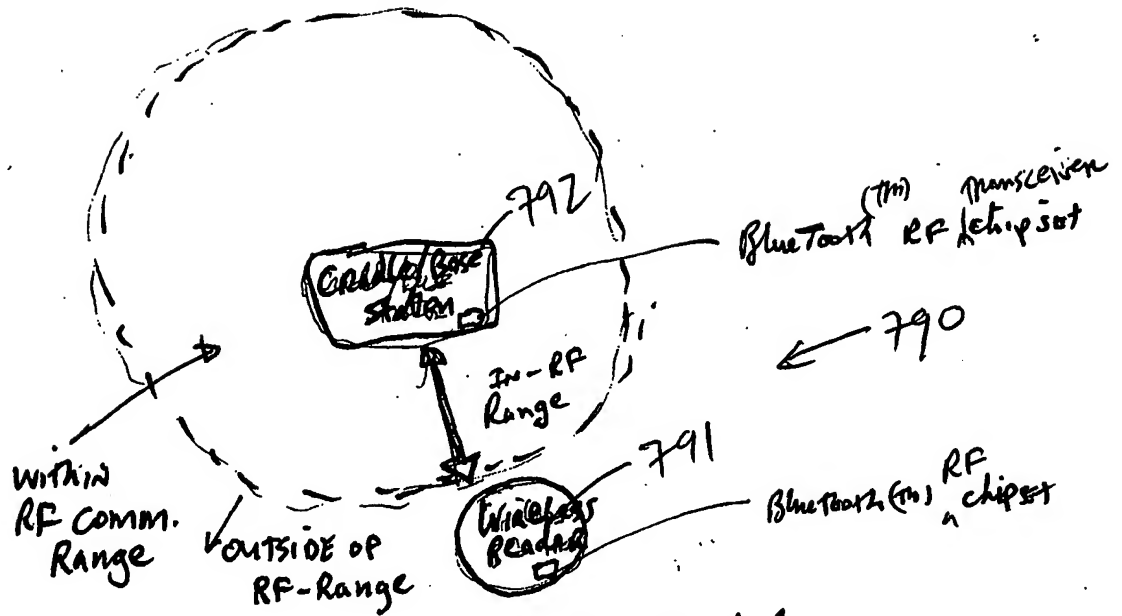 792
BlueTooth (TM) RF Transceiver chipset
Cradle/Base
Station
790
In-RF
Range
791
Wireless
Reader
BlueTooth (TM) RF chipset
Within
RF Comm.
Range
OUTSIDE OF
RF-Range